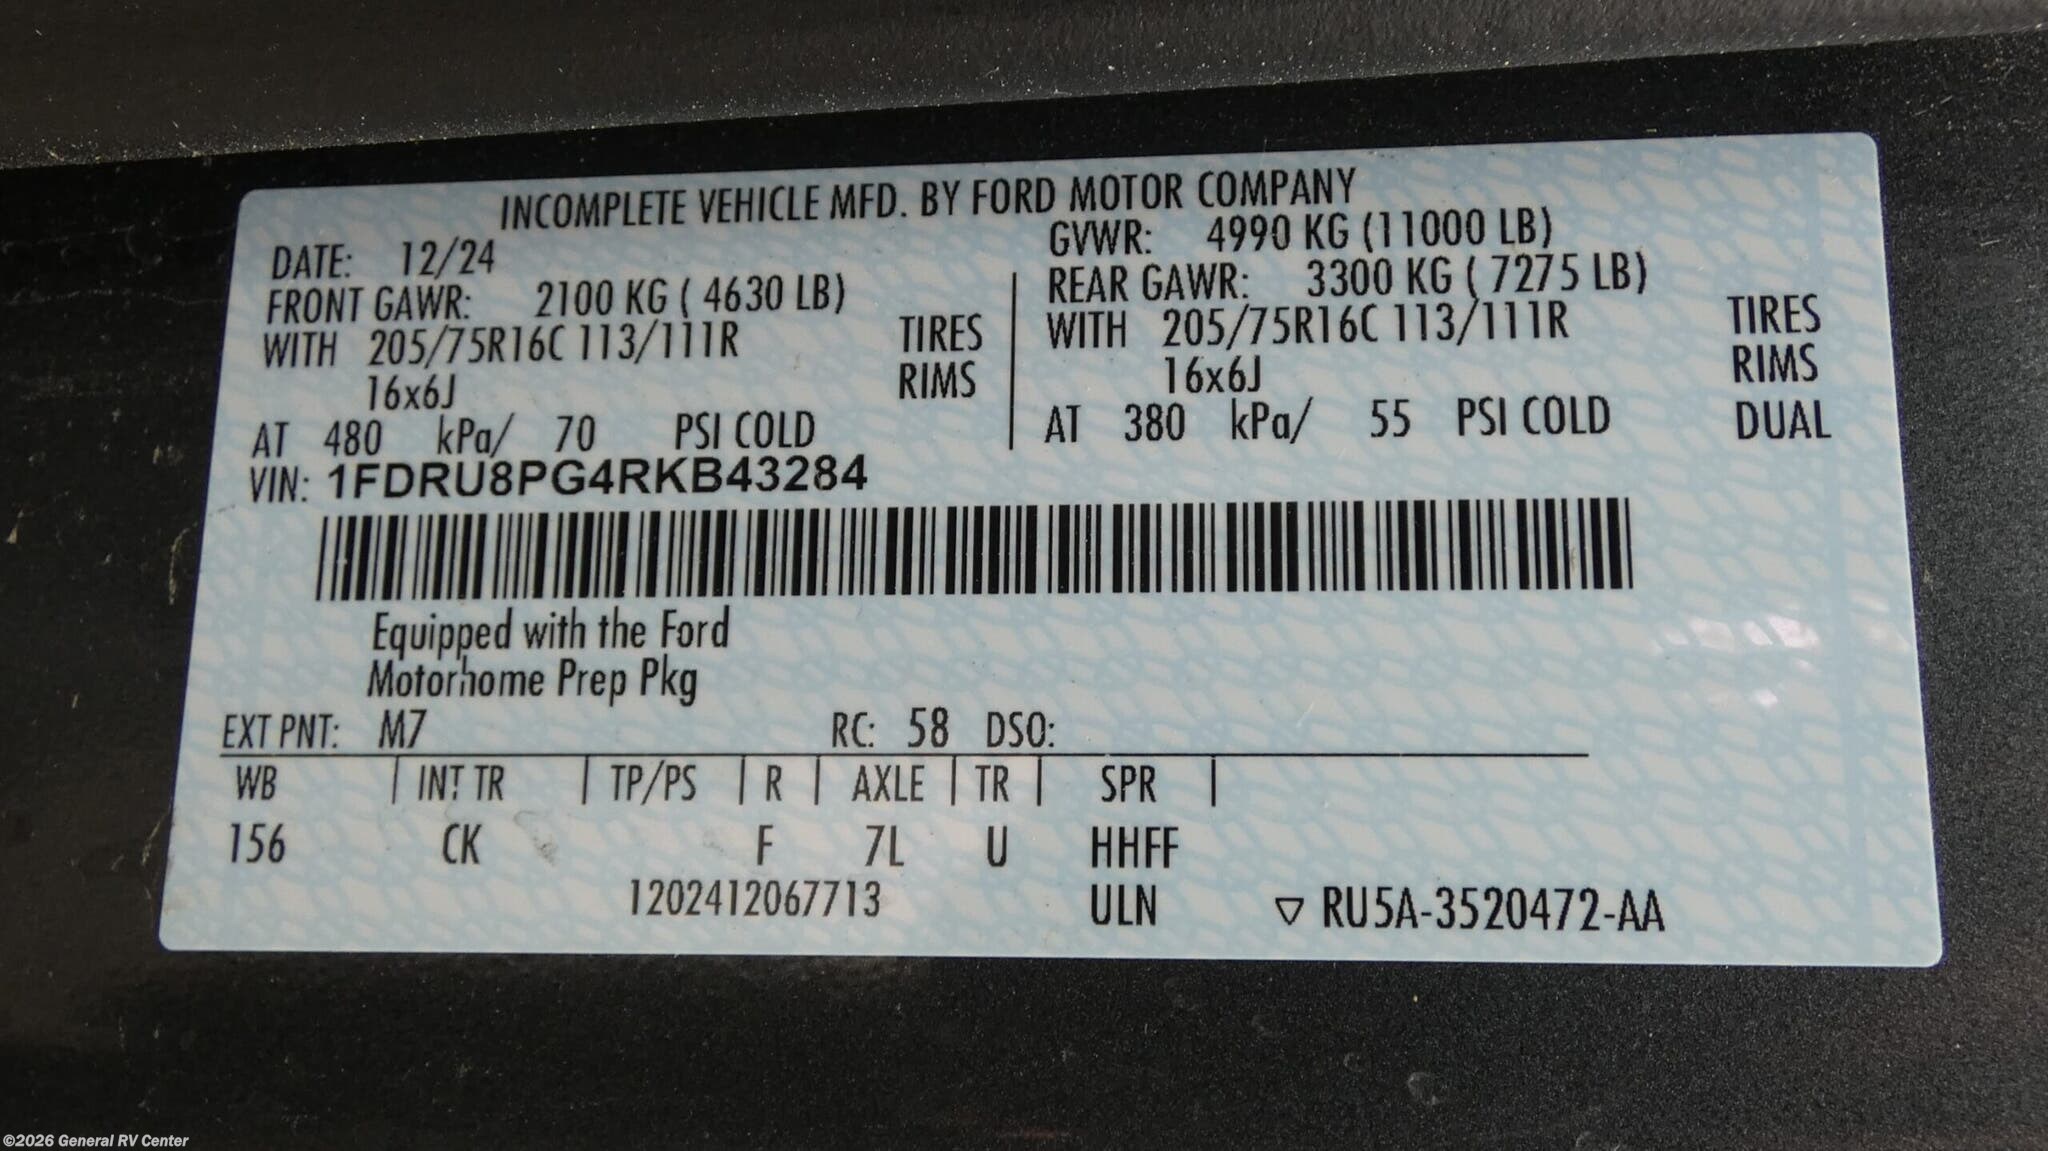 INCOMPLETE VEHICLE MFD. BY FORD MOTOR COMPANY
DATE: 12/24 GVWR: 4990 KG (11000 LB)
FRONT GAWR: 2100 KG ( 4630 LB) REAR GAWR: 3300 KG ( 7275 LB)
WITH 205/75R16C 113/111R TIRES WITH 205/75R16C 113/111R TIRES
16x6J RIMS 16x6J RIMS
AT 480 kPa/ 70 PSI COLD AT 380 kPa/ 55 PSI COLD DUAL
VIN: 1FDRU8PG4RKB43284
Equipped with the Ford
Motorhome Prep Pkg
EXT PNT: M7 RC: 58 DSO:
WB | INT TR | TP/PS | R | AXLE | TR | SPR |
156 CK F 7L U HHFF
1202412067713 ULN ▽ RU5A-3520472-AA
©2026 General RV Center